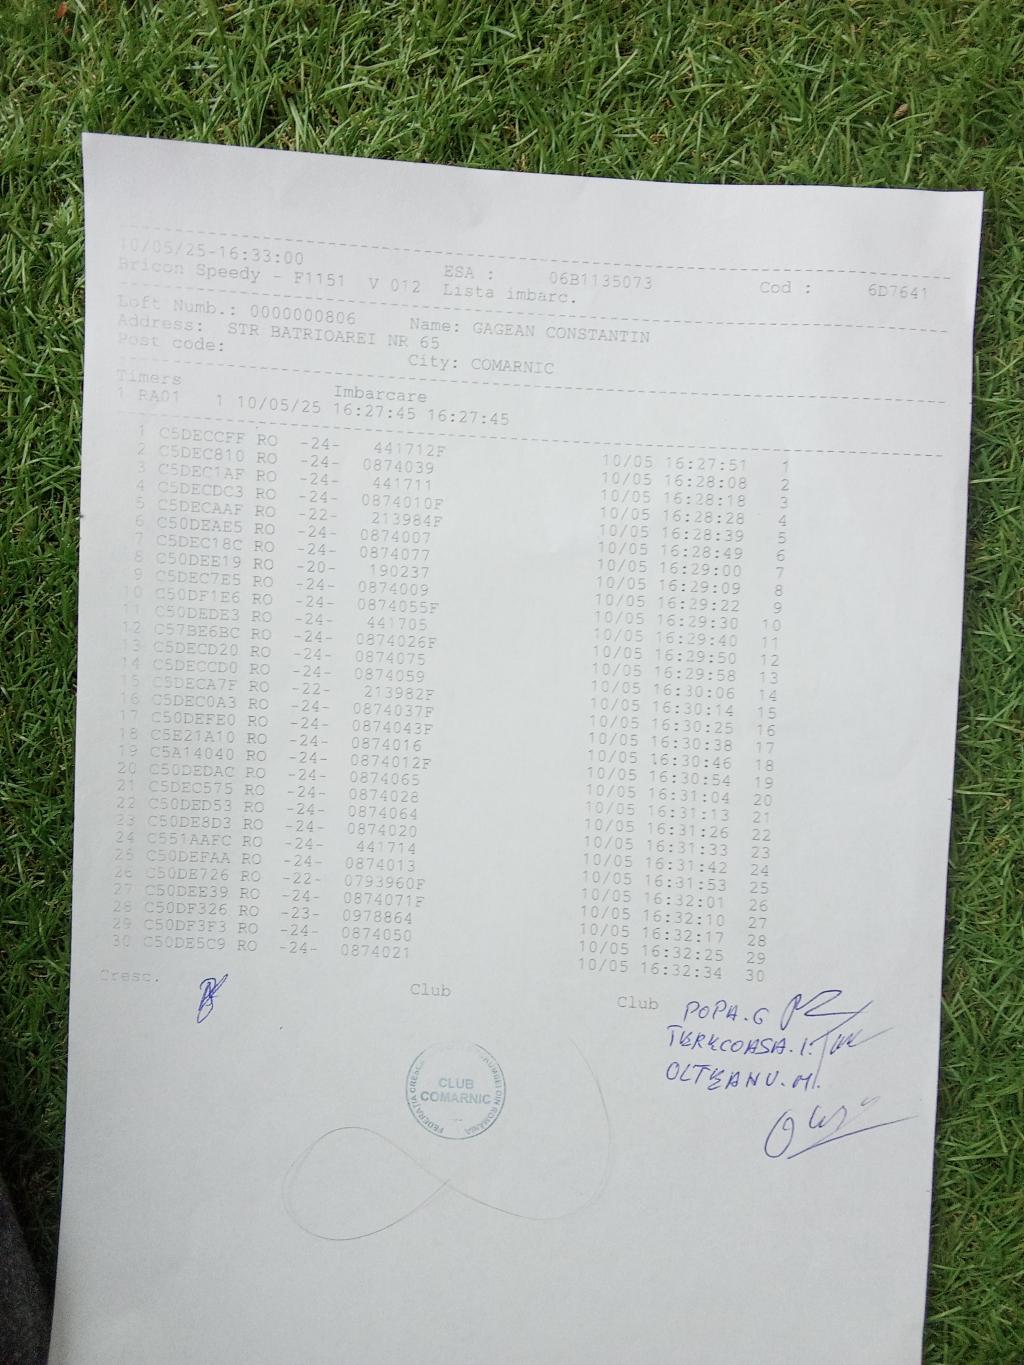 10/05/25-16:33:00 ESA : 06B1135073 Cod : 6D7641
Bricon Speedy - F1151 V 012 Lista imbarc.
Loft Numb.: 0000000806 Name: GAGEAN CONSTANTIN
Address: STR BATRIOAREI NR 65
Post code: City: COMARNIC
Timers Imbarcare
1 RA01 1 10/05/25 16:27:45 16:27:45
1 C5DECCFF RO -24- 441712F 10/05 16:27:51 1
2 C5DEC810 RO -24- 0874039 10/05 16:28:08 2
3 C5DEC1AF RO -24- 441711 10/05 16:28:18 3
4 C5DECDC3 RO -24- 0874010F 10/05 16:28:28 4
5 C5DECAAF RO -22- 213984F 10/05 16:28:39 5
6 C50DEAE5 RO -24- 0874007 10/05 16:28:49 6
7 C5DEC18C RO -24- 0874077 10/05 16:29:00 7
8 C50DEE19 RO -20- 190237 10/05 16:29:09 8
9 C5DEC7E5 RO -24- 0874009 10/05 16:29:22 9
10 C50DF1E6 RO -24- 0874055F 10/05 16:29:30 10
11 C50DEDE3 RO -24- 441705 10/05 16:29:40 11
12 C57BE6BC RO -24- 0874026F 10/05 16:29:50 12
13 C5DECD20 RO -24- 0874075 10/05 16:29:58 13
14 C5DECCD0 RO -24- 0874059 10/05 16:30:06 14
15 C5DECA7F RO -22- 213982F 10/05 16:30:14 15
16 C5DEC0A3 RO -24- 0874037F 10/05 16:30:25 16
17 C50DEFE0 RO -24- 0874043F 10/05 16:30:38 17
18 C5E21A10 RO -24- 0874016 10/05 16:30:46 18
19 C5A14040 RO -24- 0874012F 10/05 16:30:54 19
20 C50DEDAC RO -24- 0874065 10/05 16:31:04 20
21 C5DEC575 RO -24- 0874028 10/05 16:31:13 21
22 C50DED53 RO -24- 0874064 10/05 16:31:26 22
23 C50DE8D3 RO -24- 0874020 10/05 16:31:33 23
24 C551AAFC RO -24- 441714 10/05 16:31:42 24
25 C50DEFAA RO -24- 0874013 10/05 16:31:53 25
26 C50DE726 RO -22- 0793960F 10/05 16:32:01 26
27 C50DEE39 RO -24- 0874071F 10/05 16:32:10 27
28 C50DF326 RO -23- 0978864 10/05 16:32:17 28
29 C50DF3F3 RO -24- 0874050 10/05 16:32:25 29
30 C50DE5C9 RO -24- 0874021 10/05 16:32:34 30
Cresc. Club Club POPA.G
TERECOASA.I.
OLTEANU.M.
CLUB
COMARNIC
DIN ROMANIA
FEDERATIA